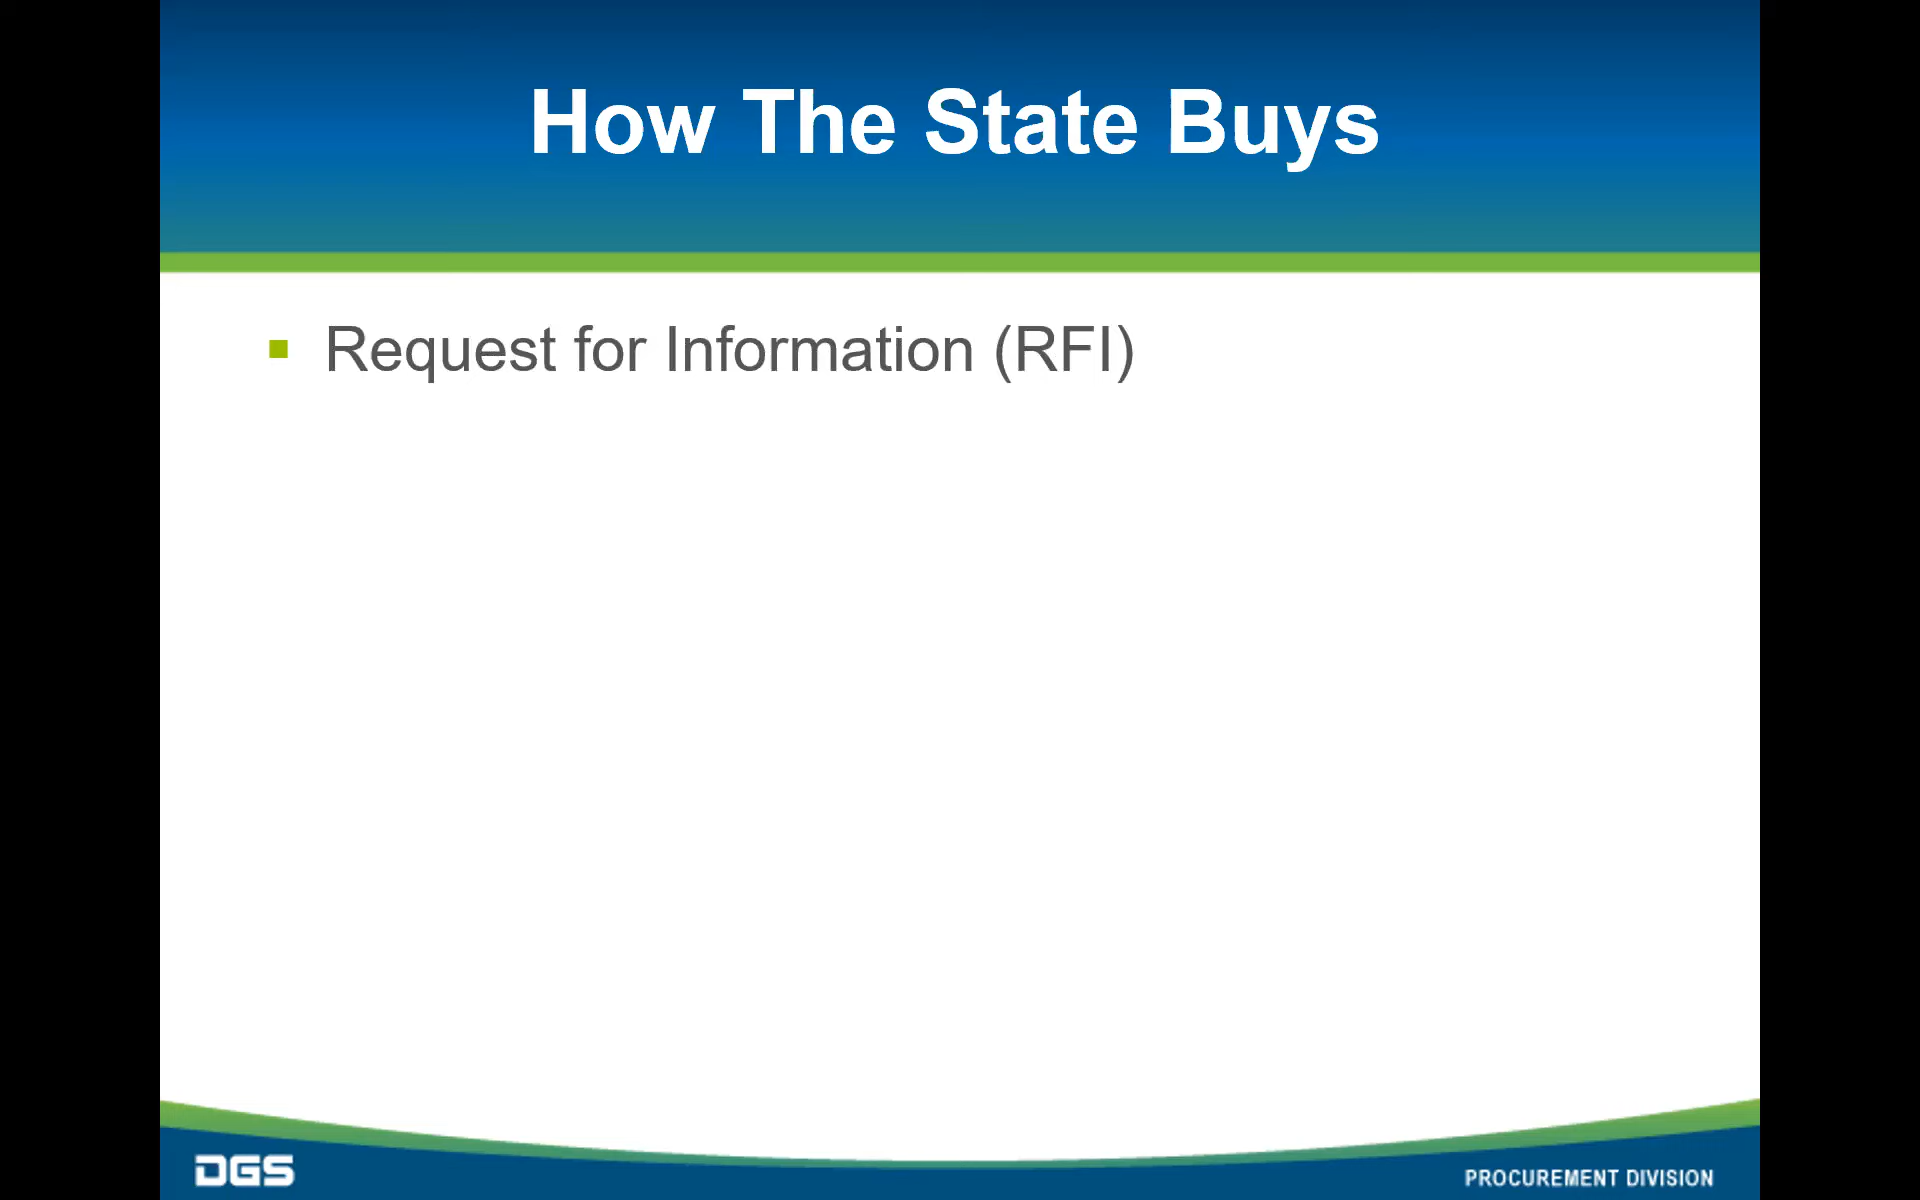 How The State Buys
Request for Information (RFI)
DGS
PROCUREMENT DIVISION